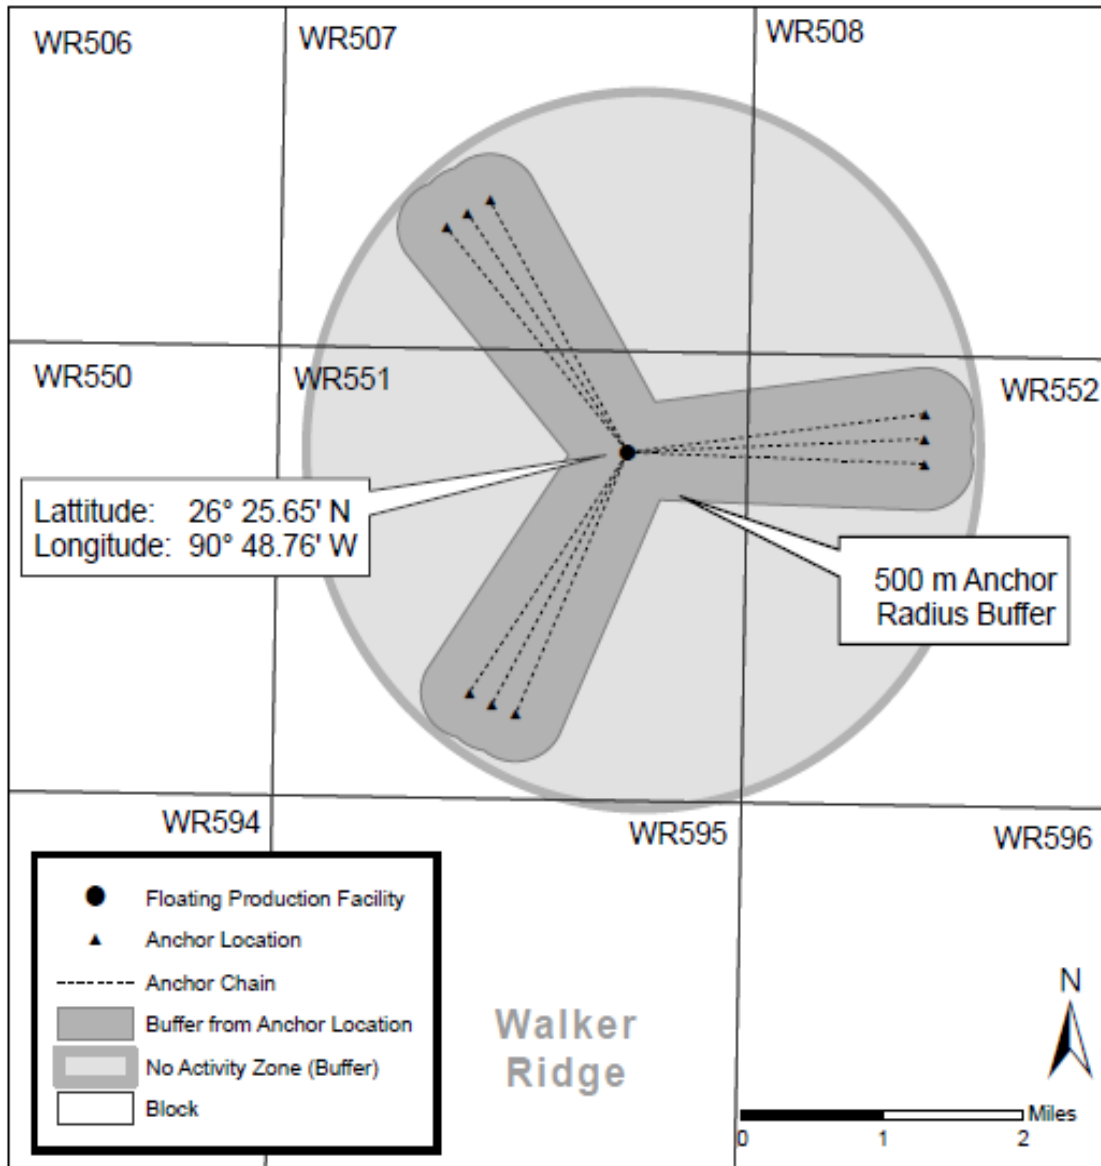 WR506
WR507
WR508
WR550
WR551
WR552
Lattitude: 26° 25.65' N
Longitude: 90° 48.76' W
500 m Anchor
Radius Buffer
WR594
WR595
WR596
Floating Production Facility
Anchor Location
Anchor Chain
Buffer from Anchor Location
No Activity Zone (Buffer)
Block
Walker
Ridge
N
Miles
0 1 2